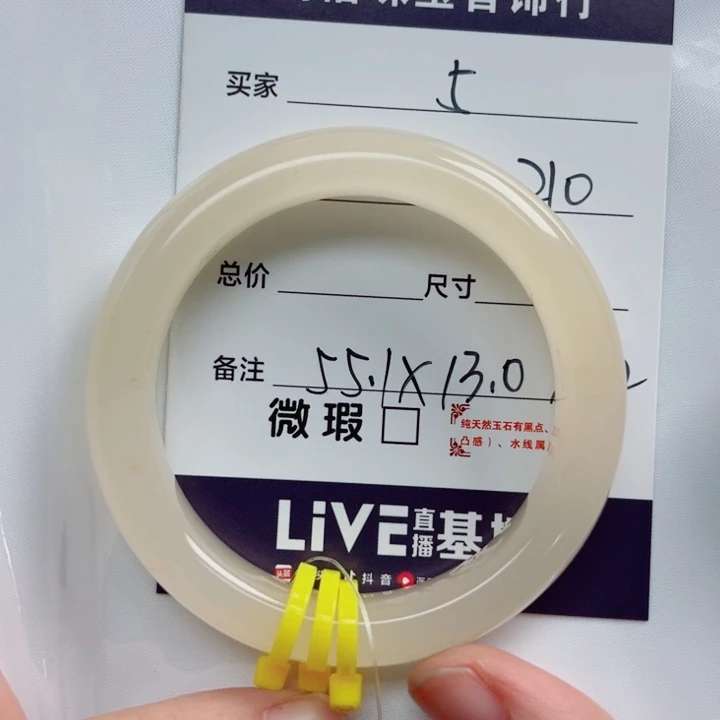 买家 5
210
总价 尺寸
备注 55.1X13.0
微瑕
纯天然玉石有黑点、
凸感）、水线属
LiVE直播基
抖音